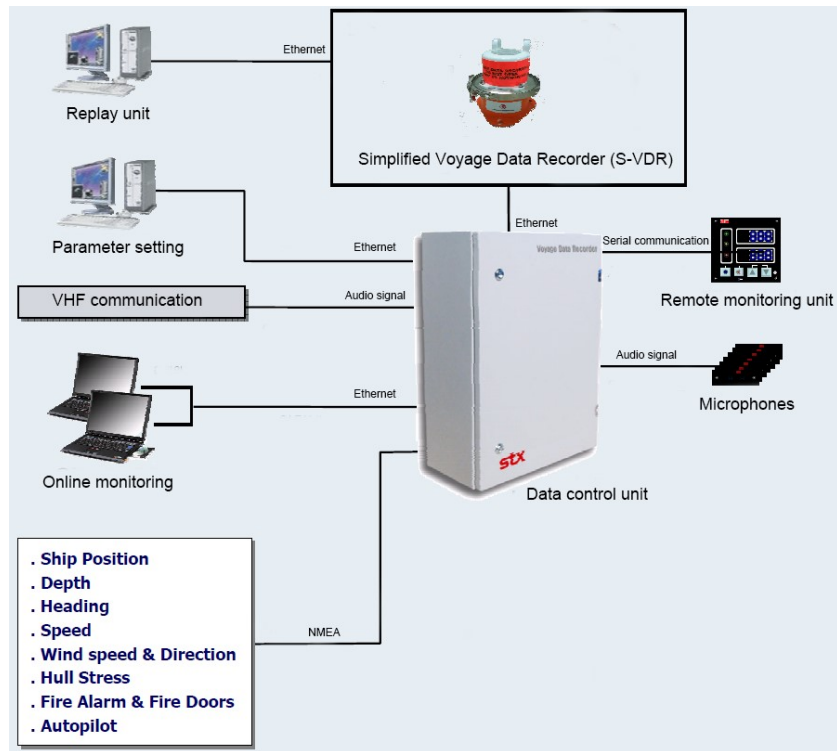 Ethernet
Replay unit
Simplified Voyage Data Recorder (S-VDR)
Ethernet
Parameter setting
Ethernet
Voyage Data Recorder
Serial communication
Remote monitoring unit
VHF communication
Audio signal
Audio signal
Microphones
Ethernet
Online monitoring
stx
Data control unit
. Ship Position
. Depth
. Heading
. Speed
. Wind speed & Direction
. Hull Stress
. Fire Alarm & Fire Doors
. Autopilot
NMEA